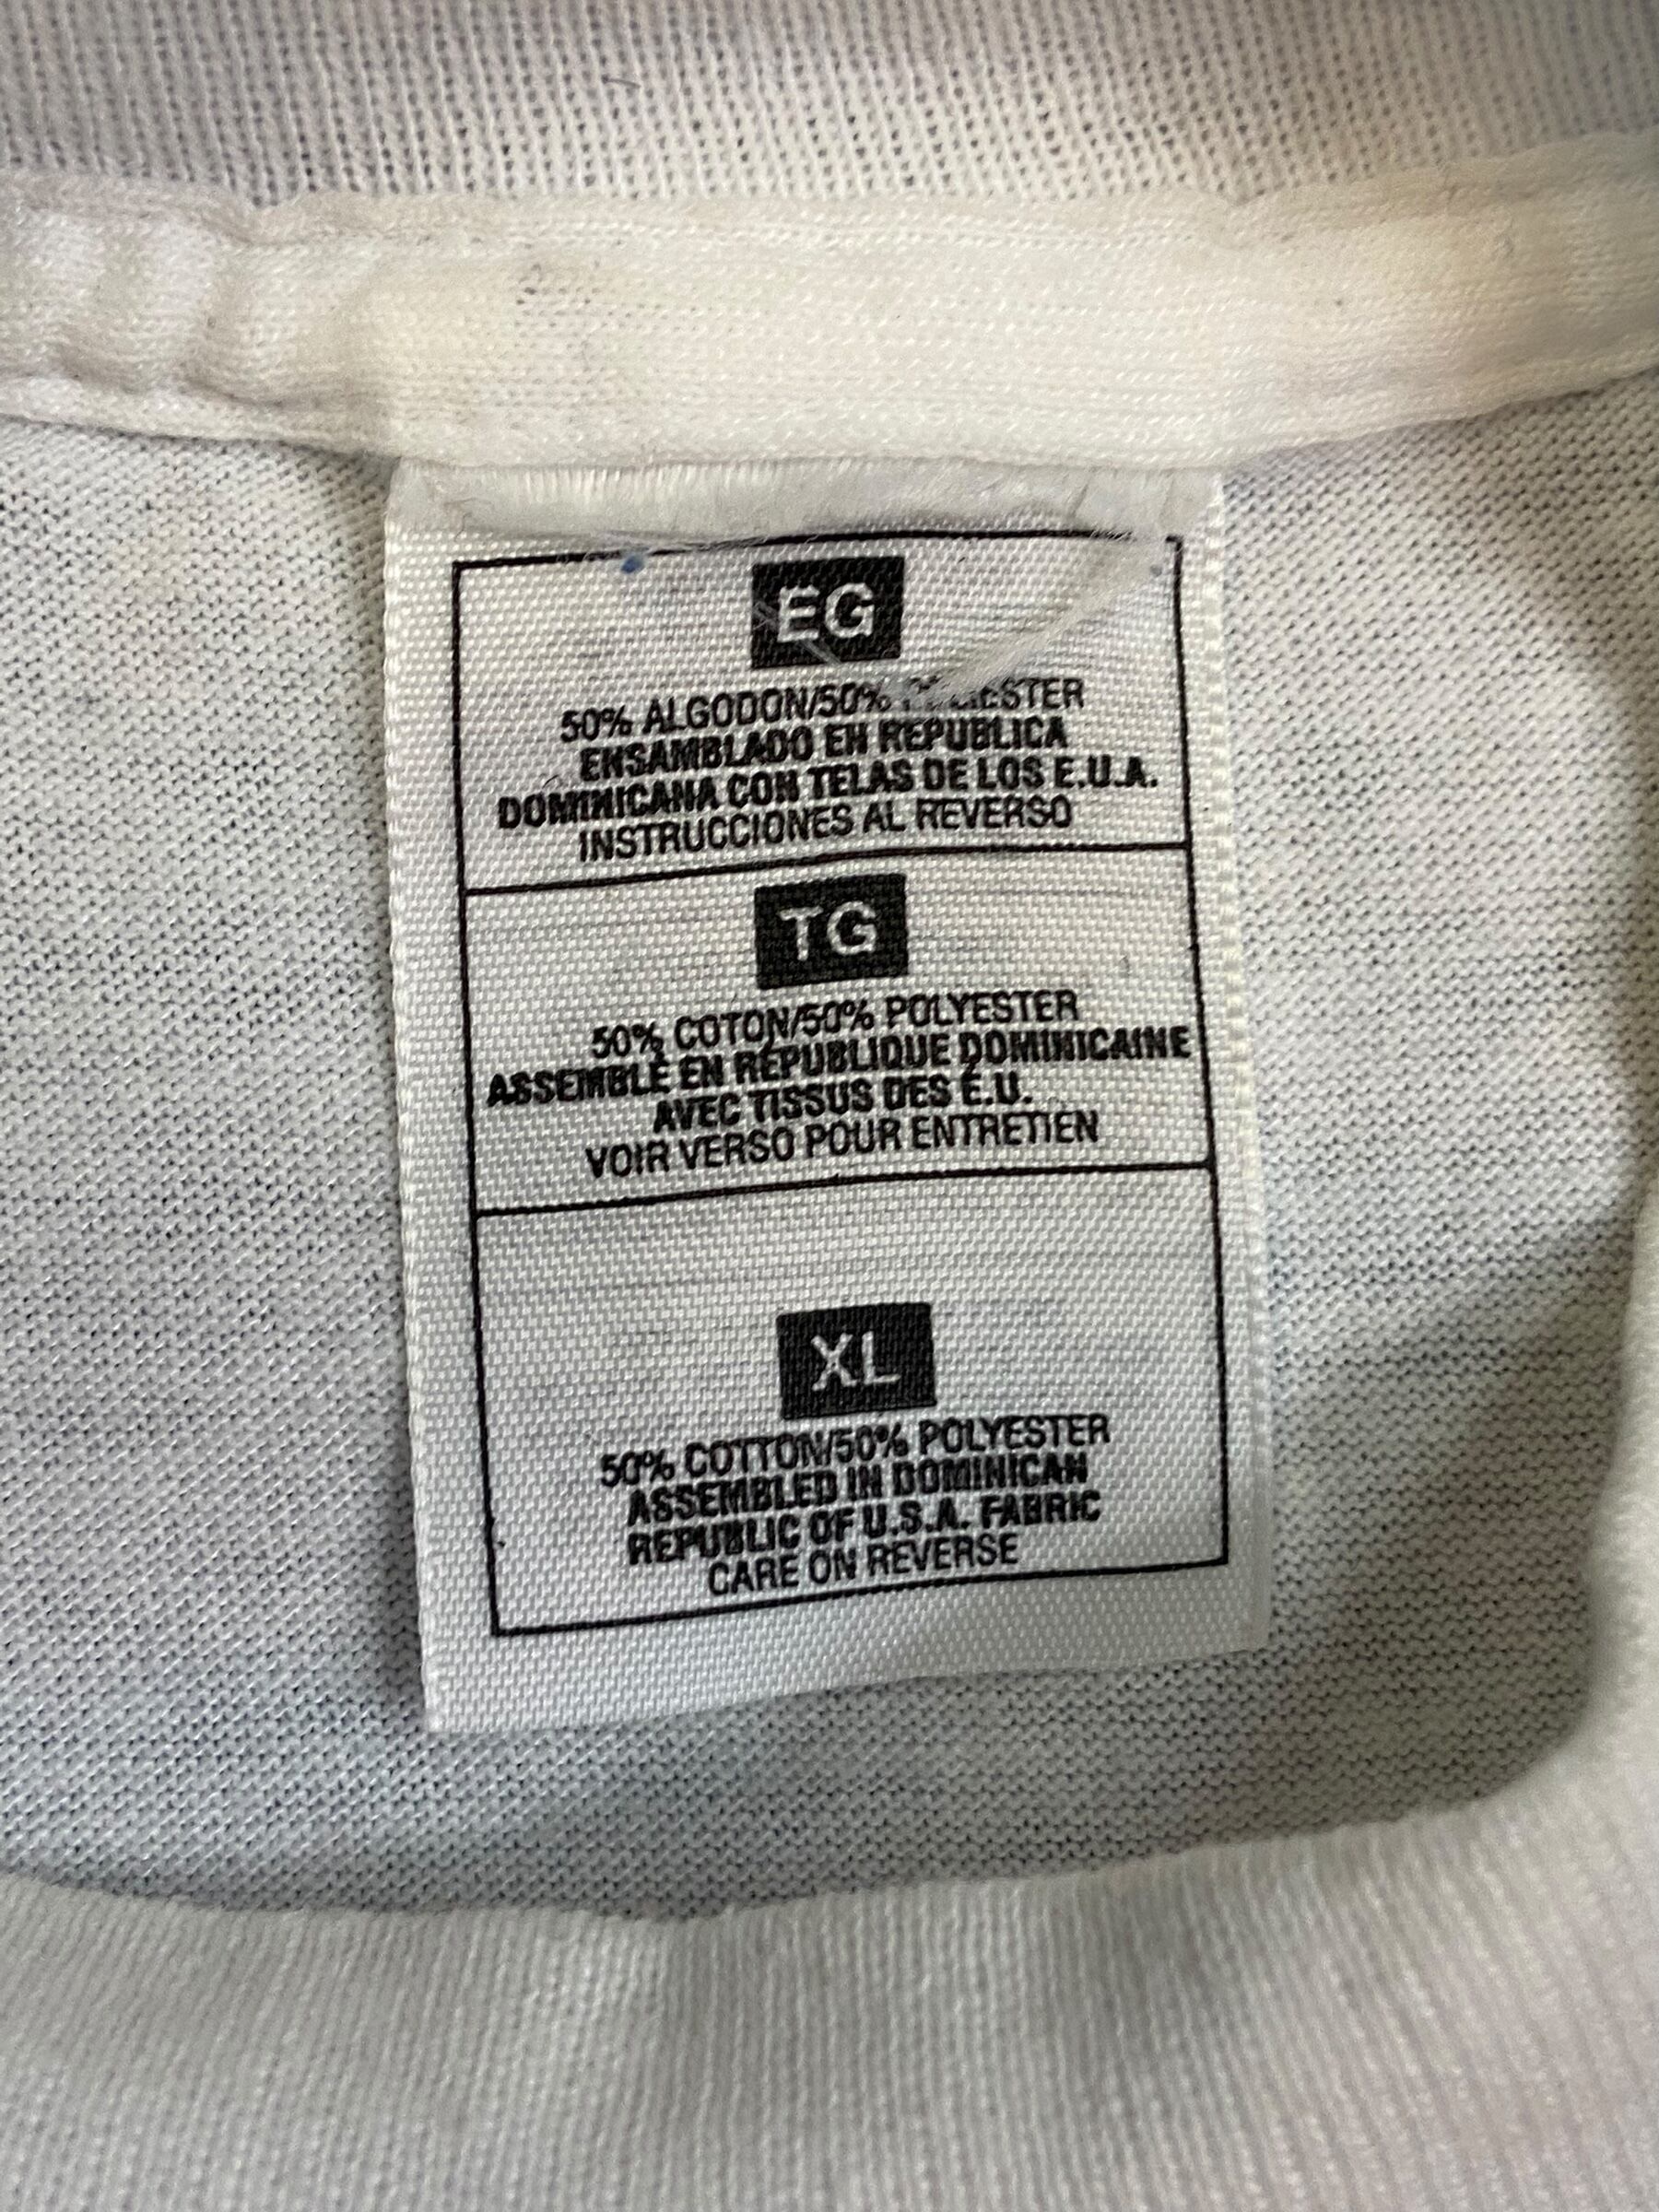 EG
50% ALGODON/50% POLIESTER
ENSAMBLADO EN REPUBLICA
DOMINICANA CON TELAS DE LOS E.U.A.
INSTRUCCIONES AL REVERSO
TG
50% COTON/50% POLYESTER
ASSEMBLÉ EN RÉPUBLIQUE DOMINICAINE
AVEC TISSUS DES É.U.
VOIR VERSO POUR ENTRETIEN
XL
50% COTTON/50% POLYESTER
ASSEMBLED IN DOMINICAN
REPUBLIC OF U.S.A. FABRIC
CARE ON REVERSE